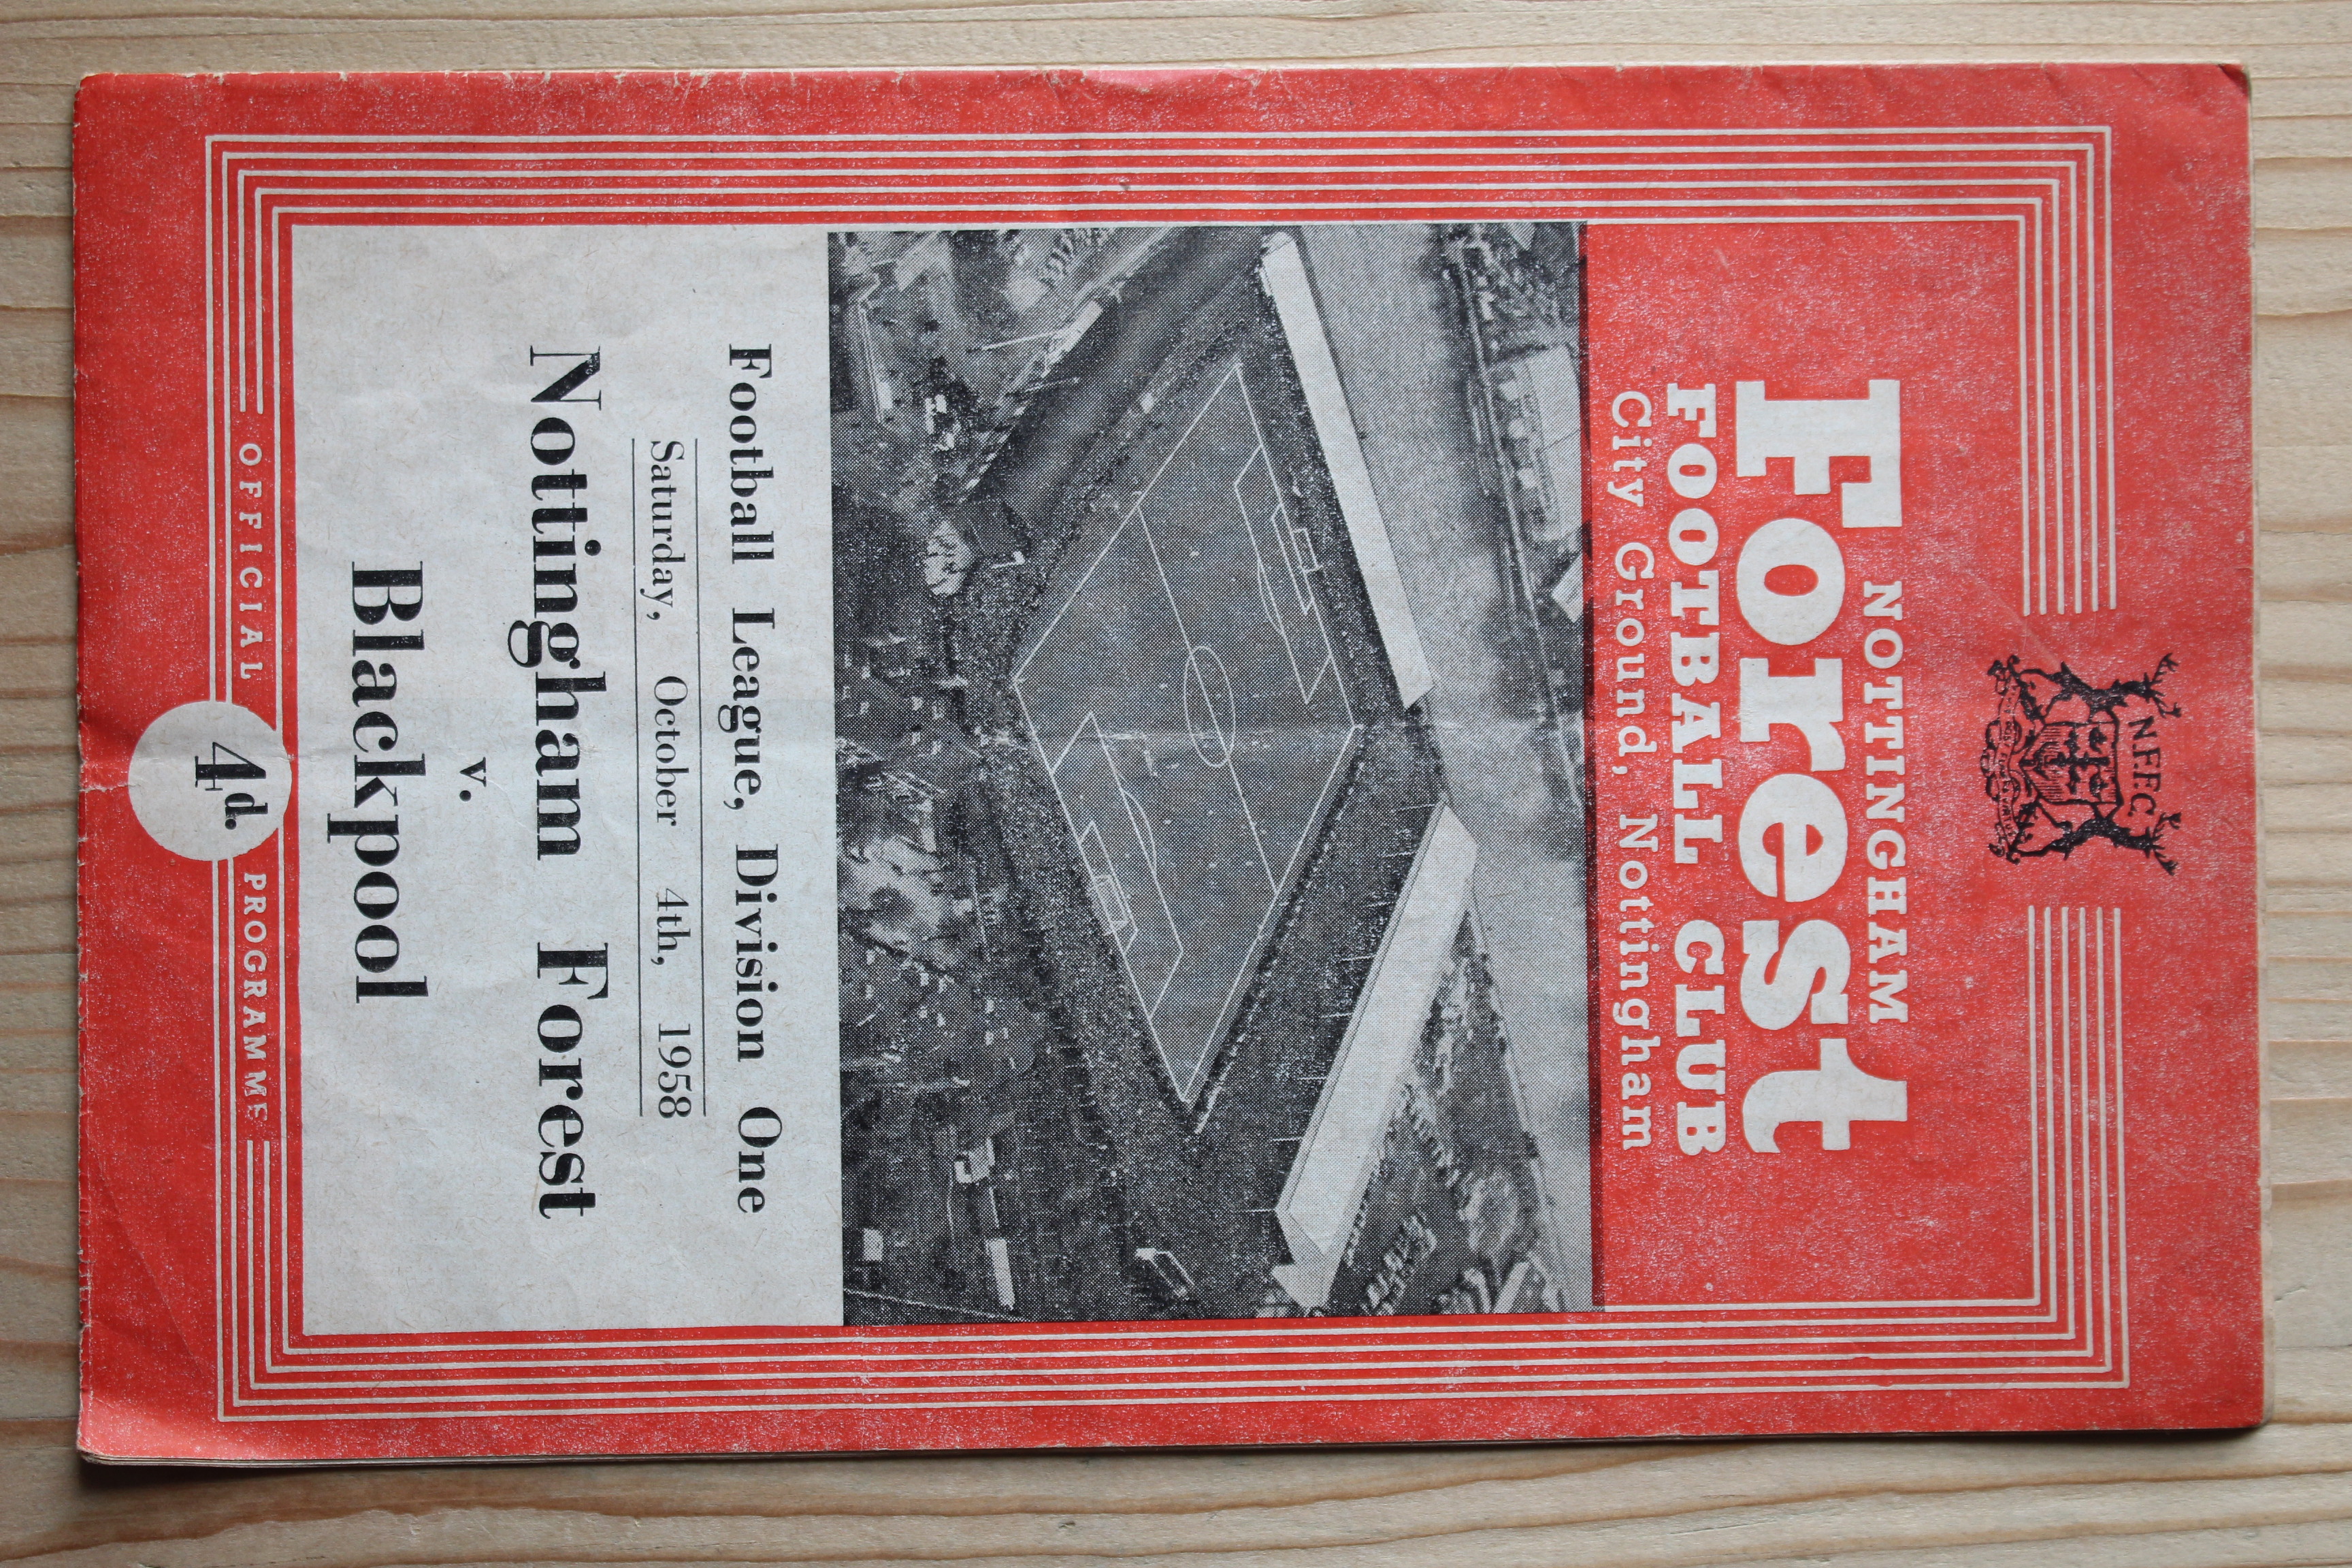 N.F.F.C.
NOTTINGHAM
Forest
FOOTBALL CLUB
City Ground, Nottingham
Football League, Division One
Saturday, October 4th, 1958
Nottingham Forest
v.
Blackpool
OFFICIAL 4d. PROGRAMME